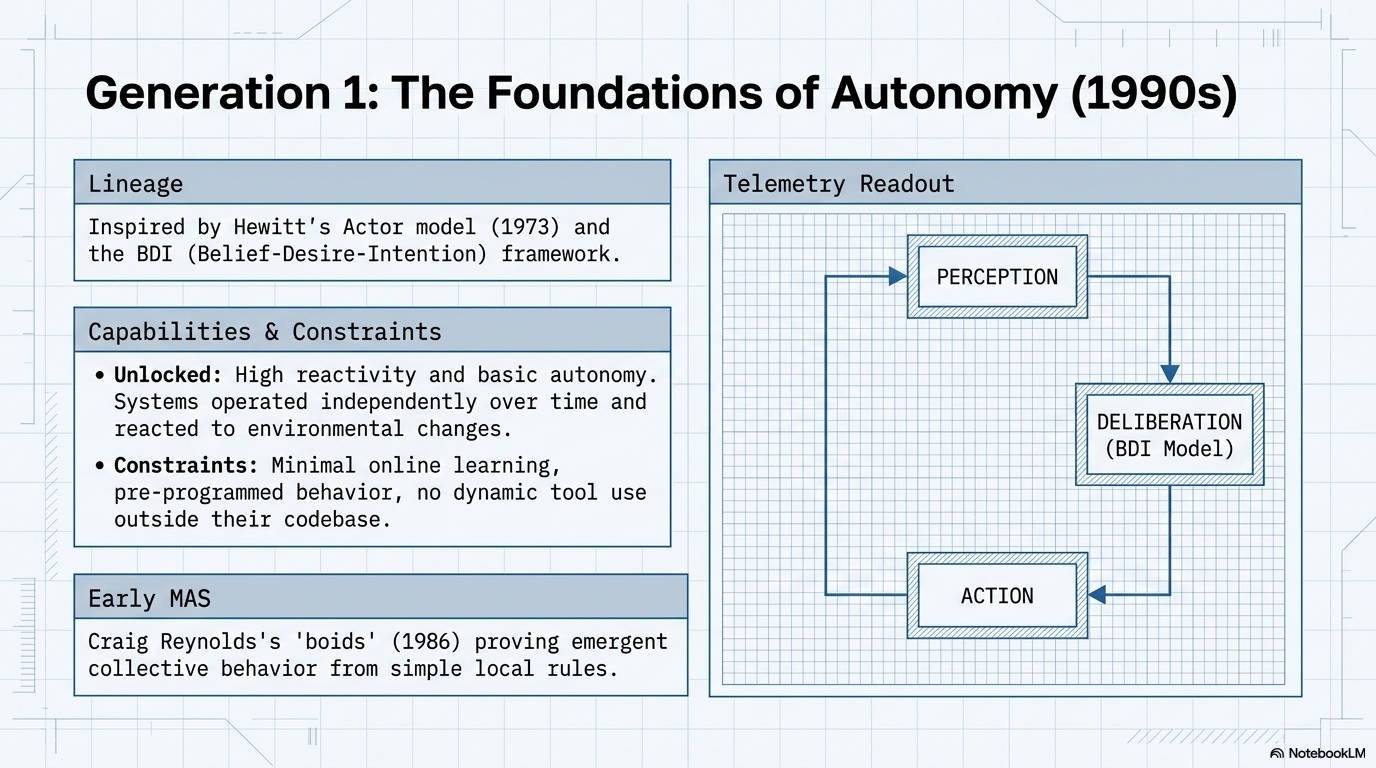 Generation 1: The Foundations of Autonomy (1990s)
Lineage
Inspired by Hewitt's Actor model (1973) and
the BDI (Belief-Desire-Intention) framework.
Capabilities & Constraints
• Unlocked: High reactivity and basic autonomy.
Systems operated independently over time and
reacted to environmental changes.
• Constraints: Minimal online learning,
pre-programmed behavior, no dynamic tool use
outside their codebase.
Early MAS
Craig Reynolds's 'boids' (1986) proving emergent
collective behavior from simple local rules.
Telemetry Readout
PERCEPTION
DELIBERATION
(BDI Model)
ACTION
NotebookLM